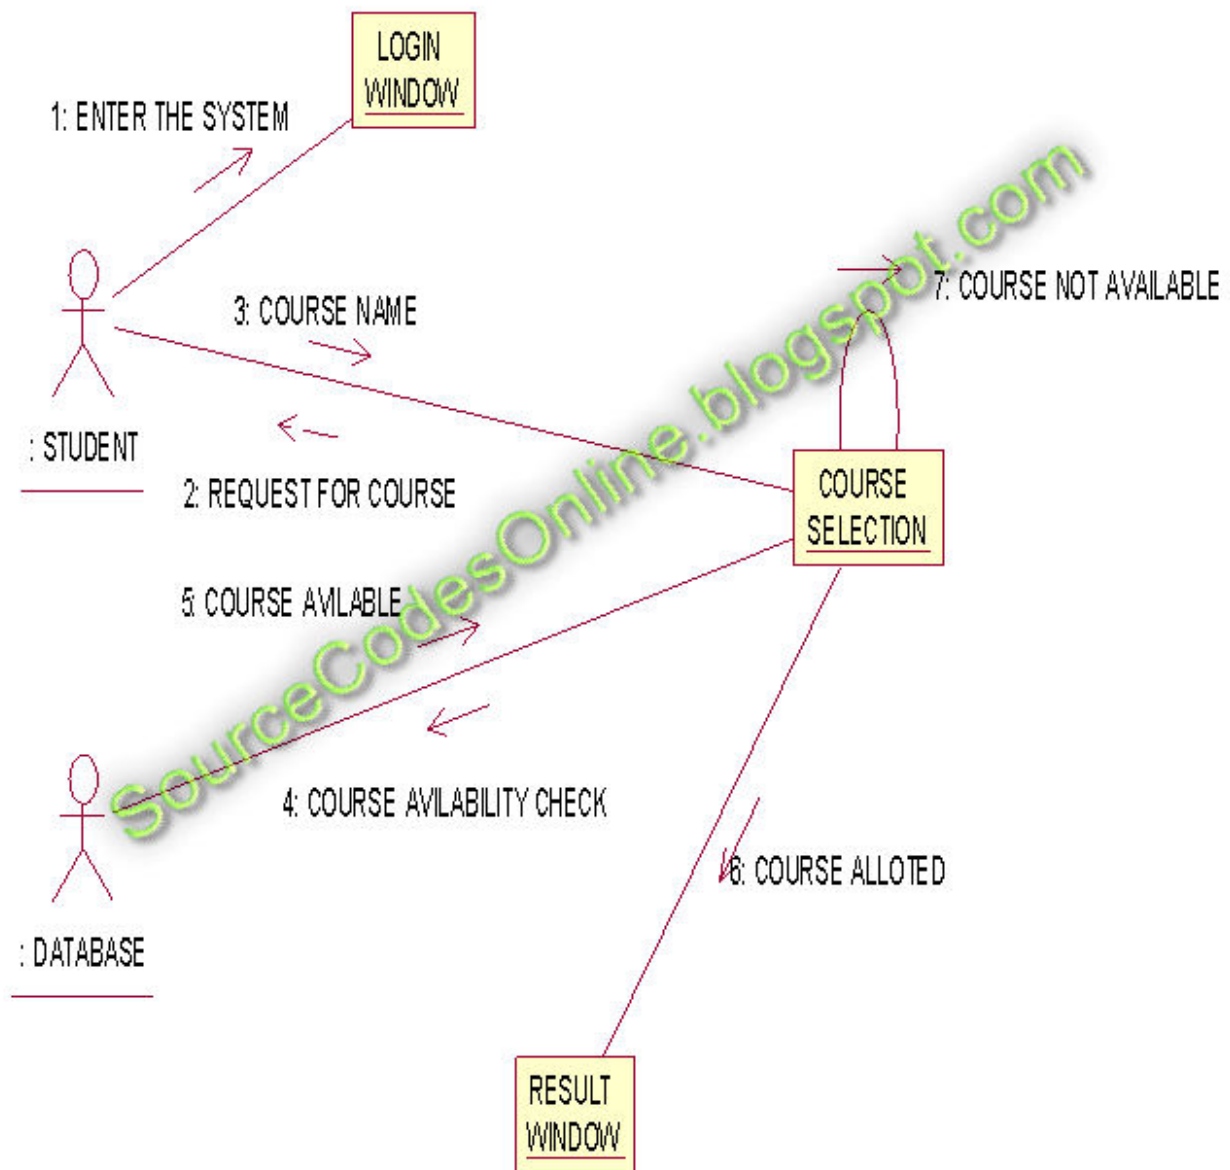 LOGIN
WINDOW
1: ENTER THE SYSTEM
7: COURSE NOT AVAILABLE
3: COURSE NAME
: STUDENT
2: REQUEST FOR COURSE
COURSE
SELECTION
5: COURSE AVILABLE
4: COURSE AVILABILITY CHECK
6: COURSE ALLOTED
: DATABASE
RESULT
WINDOW
SourceCodesOnline.blogspot.com